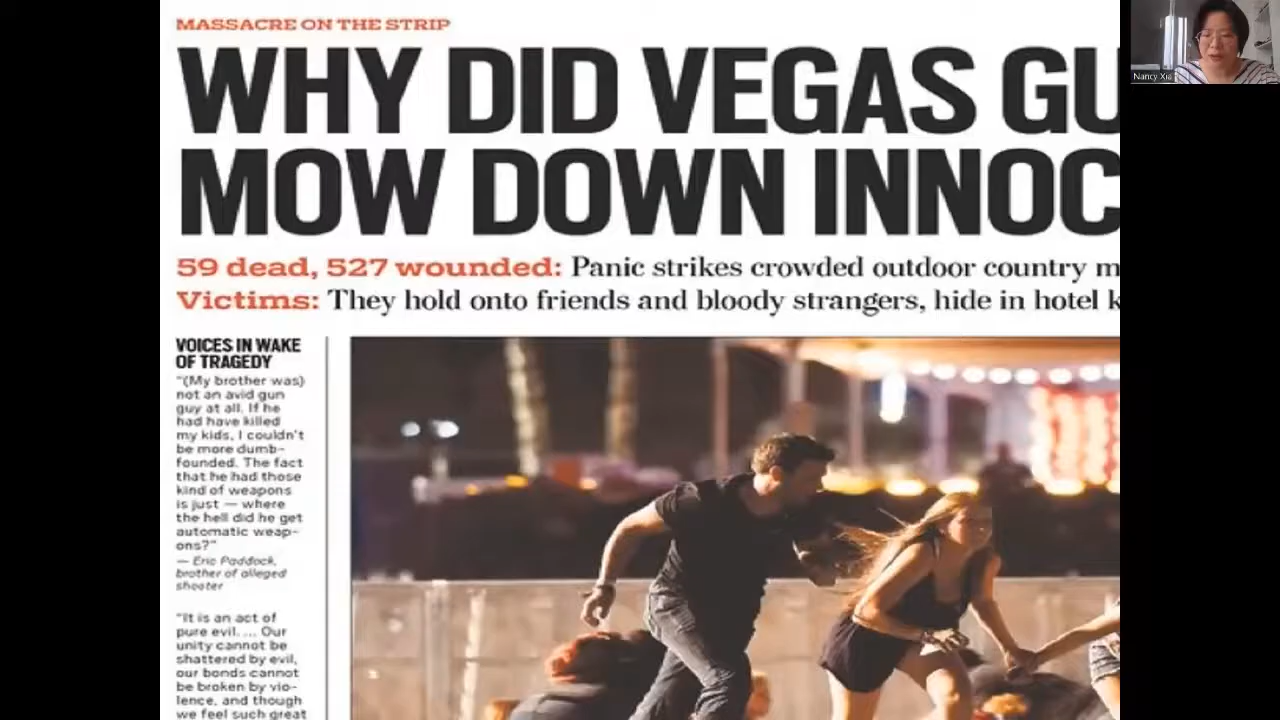 MASSACRE ON THE STRIP
WHY DID VEGAS GU
MOW DOWN INNOC
59 dead, 527 wounded: Panic strikes crowded outdoor country m
Victims: They hold onto friends and bloody strangers, hide in hotel k
VOICES IN WAKE
OF TRAGEDY
“(My brother was)
not an avid gun
guy at all. If he
had have killed
my kids, I couldn't
be more dumb-
founded. The fact
that he had those
kind of weapons
is just — where
the hell did he get
automatic weap-
ons?”
— Eric Paddock,
brother of alleged
shooter
“It is an act of
pure evil. ... Our
unity cannot be
shattered by evil,
our bonds cannot
be broken by vio-
lence, and though
we feel such great
Nancy Xia